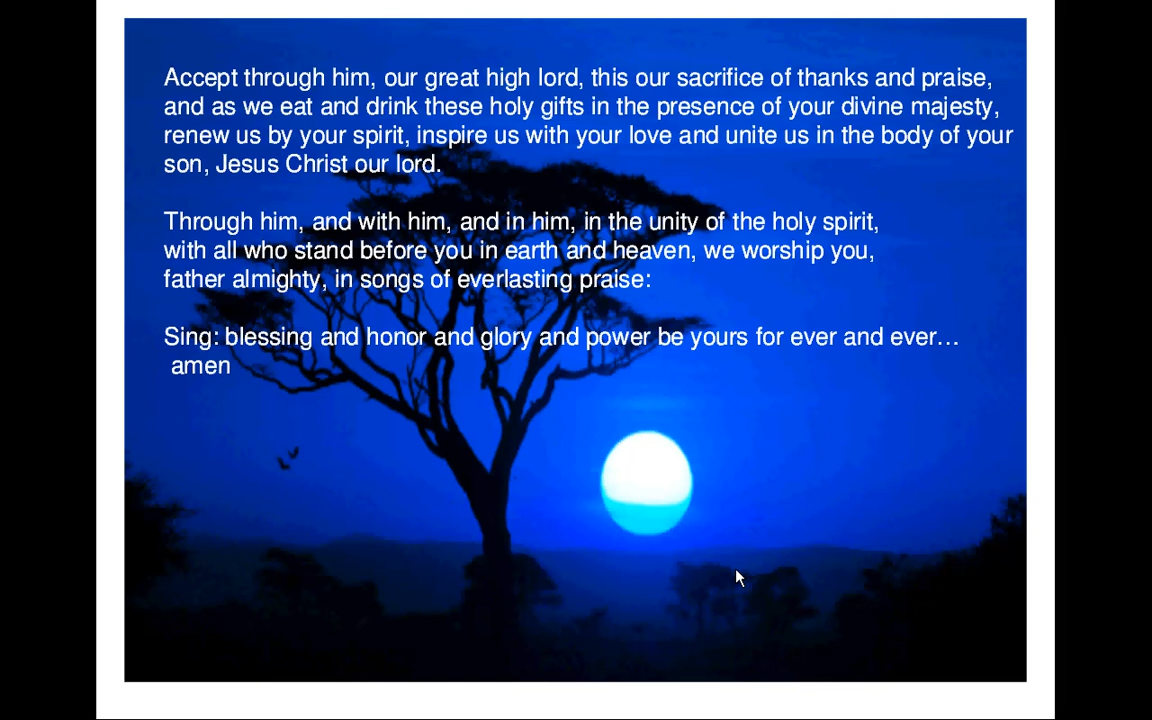 Accept through him, our great high lord, this our sacrifice of thanks and praise,
and as we eat and drink these holy gifts in the presence of your divine majesty,
renew us by your spirit, inspire us with your love and unite us in the body of your
son, Jesus Christ our lord.
Through him, and with him, and in him, in the unity of the holy spirit,
with all who stand before you in earth and heaven, we worship you,
father almighty, in songs of everlasting praise:
Sing: blessing and honor and glory and power be yours for ever and ever…
amen